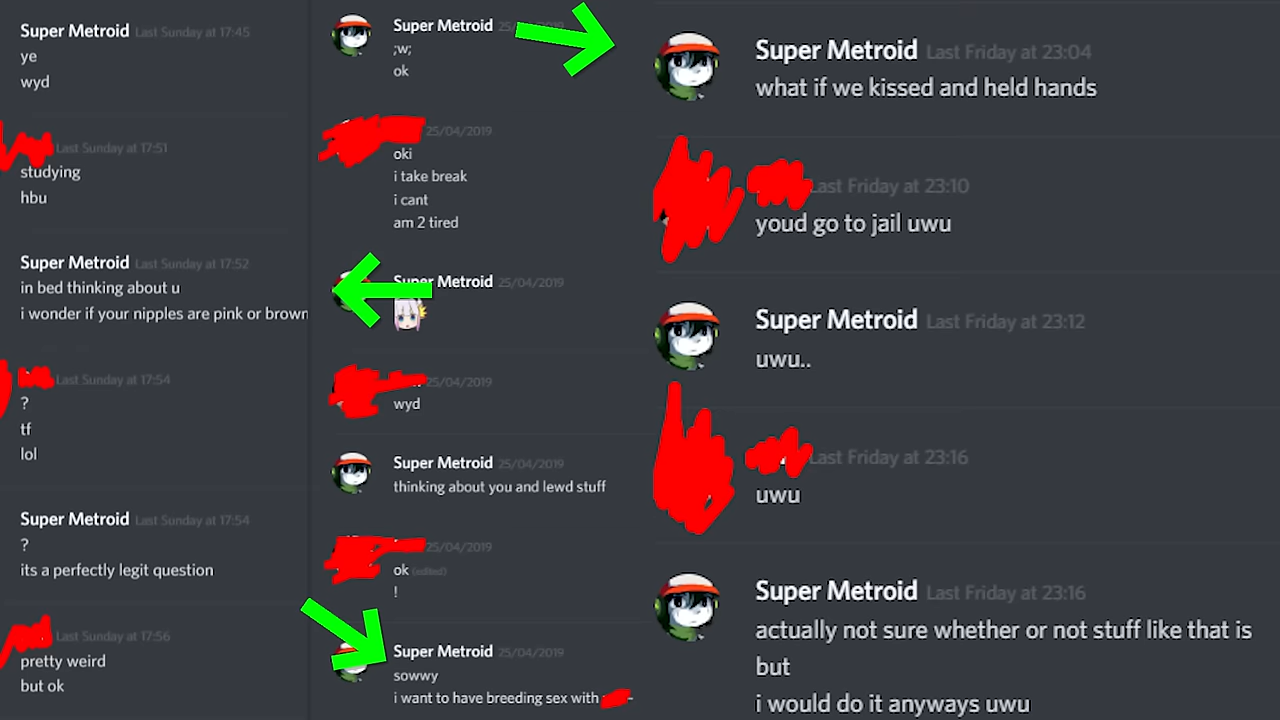 Super Metroid Last Sunday at 17:45
ye
wyd
Last Sunday at 17:51
studying
hbu
Super Metroid Last Sunday at 17:52
in bed thinking about u
i wonder if your nipples are pink or brown
Last Sunday at 17:54
?
tf
lol
Super Metroid Last Sunday at 17:54
?
its a perfectly legit question
Last Sunday at 17:56
pretty weird
but ok
Super Metroid
;w;
ok
25/04/2019
oki
i take break
i cant
am 2 tired
Super Metroid 25/04/2019
25/04/2019
wyd
Super Metroid 25/04/2019
thinking about you and lewd stuff
25/04/2019
ok (edited)
!
Super Metroid 25/04/2019
sowwy
i want to have breeding sex with
Super Metroid Last Friday at 23:04
what if we kissed and held hands
Last Friday at 23:10
youd go to jail uwu
Super Metroid Last Friday at 23:12
uwu..
Last Friday at 23:16
uwu
Super Metroid Last Friday at 23:16
actually not sure whether or not stuff like that is
but
i would do it anyways uwu